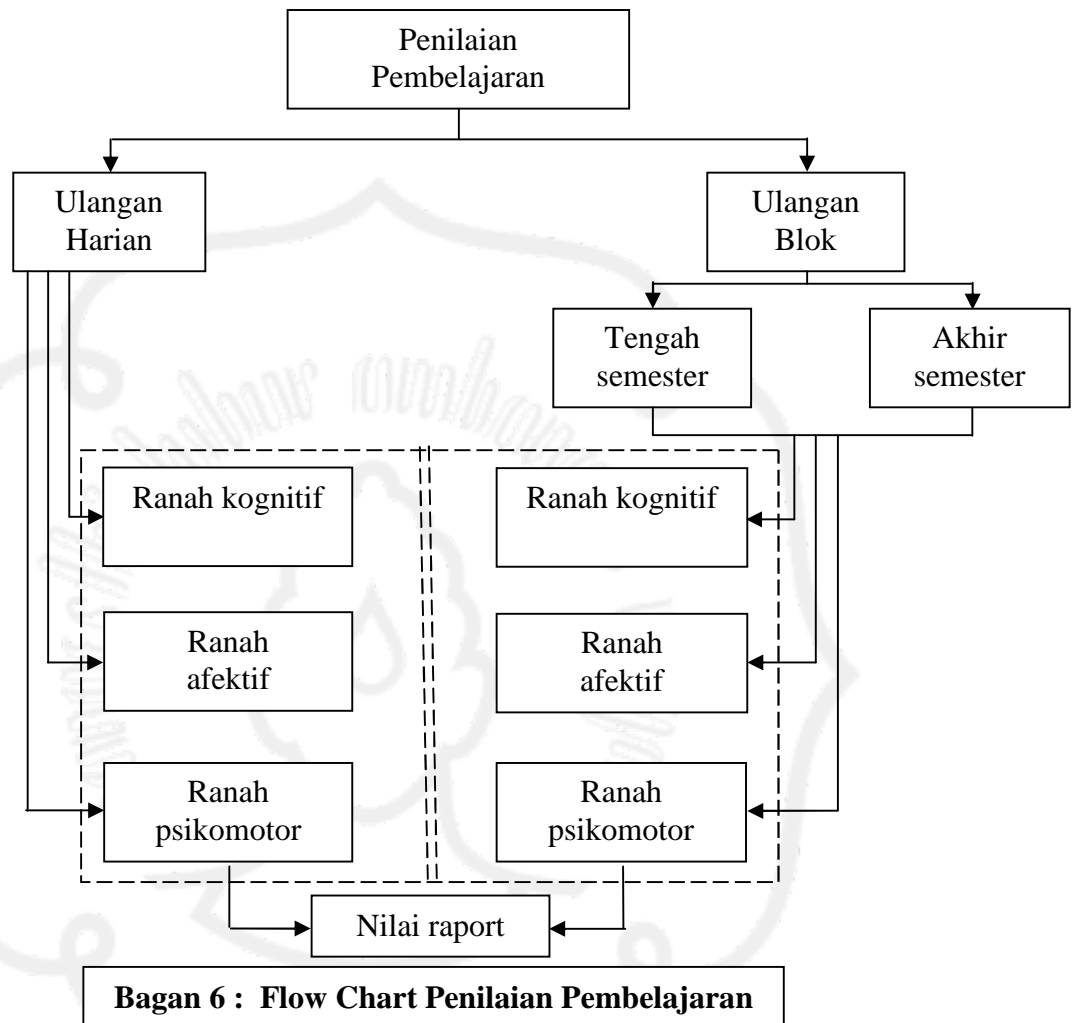 Penilaian
Pembelajaran
Ulangan
Harian
Ulangan
Blok
Tengah
semester
Akhir
semester
Ranah kognitif
Ranah kognitif
Ranah
afektif
Ranah
afektif
Ranah
psikomotor
Ranah
psikomotor
Nilai raport
Bagan 6 : Flow Chart Penilaian Pembelajaran